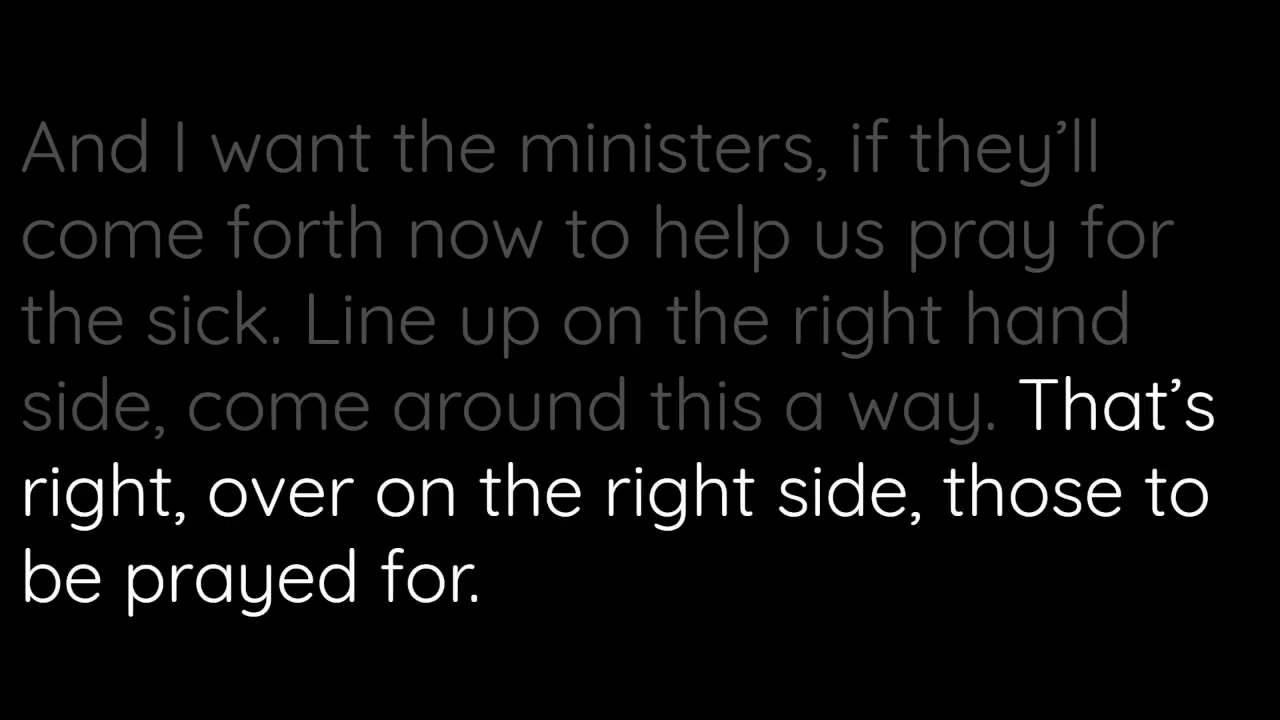 And I want the ministers, if they’ll
come forth now to help us pray for
the sick. Line up on the right hand
side, come around this a way. That’s
right, over on the right side, those to
be prayed for.